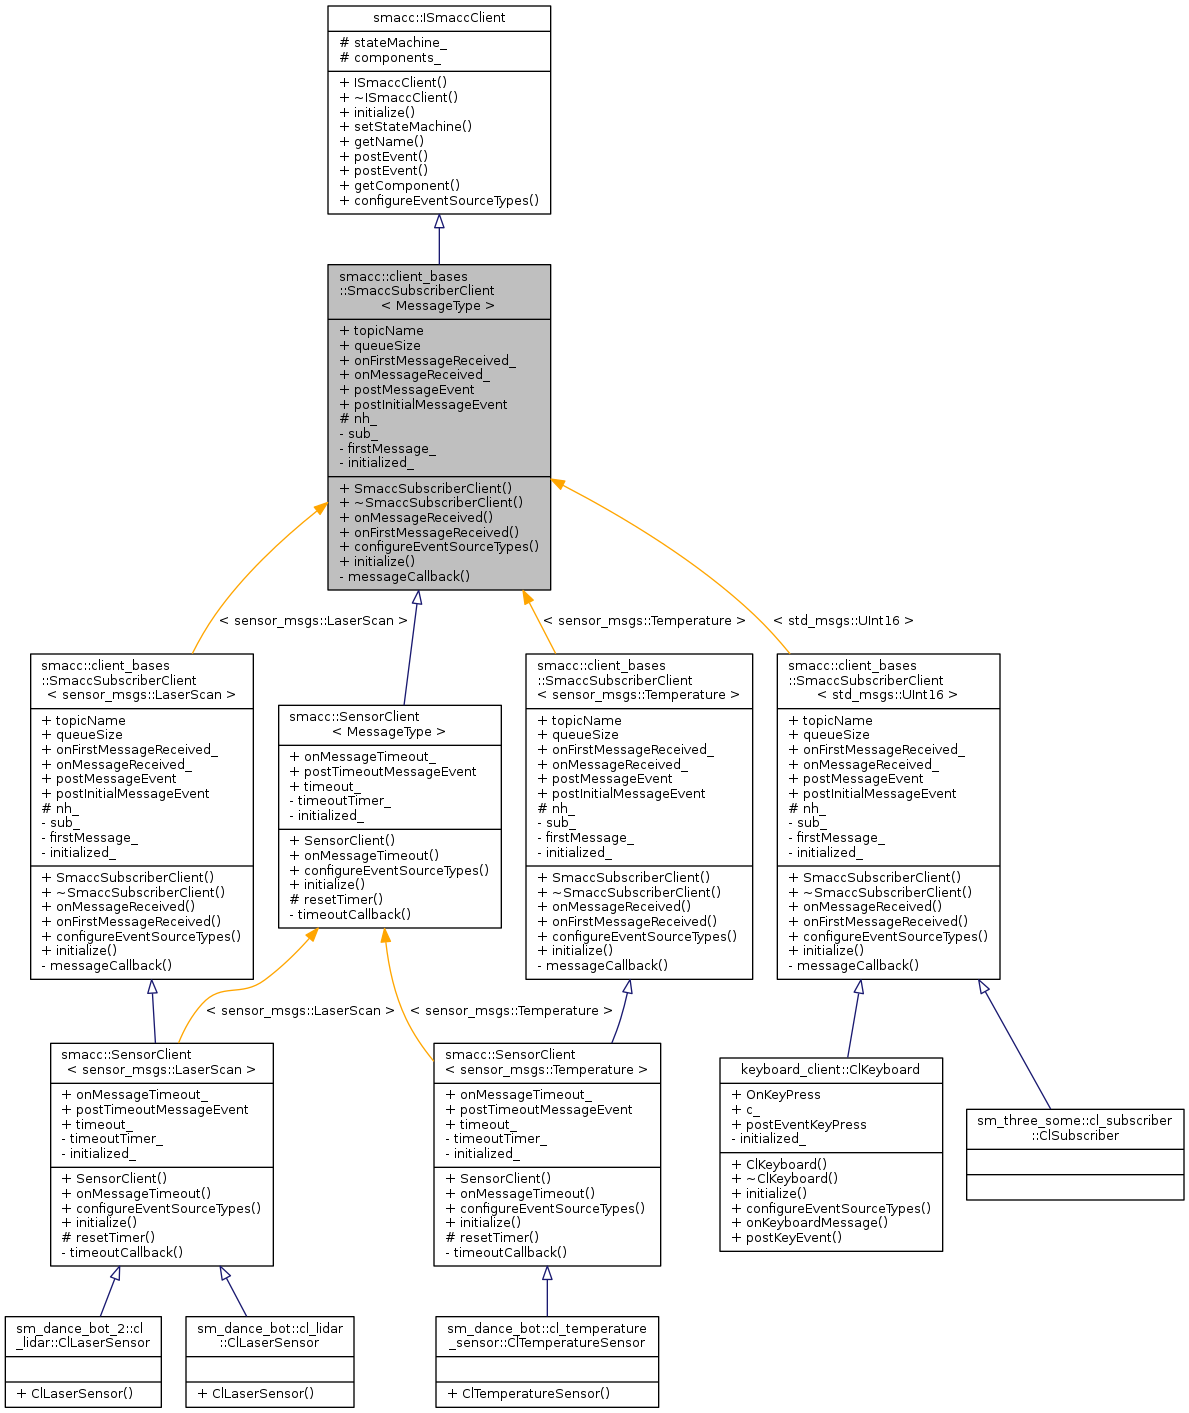 smacc::ISmaccClient
# stateMachine_
# components_
+ ISmaccClient()
+ ~ISmaccClient()
+ initialize()
+ setStateMachine()
+ getName()
+ postEvent()
+ postEvent()
+ getComponent()
+ configureEventSourceTypes()
smacc::client_bases
::SmaccSubscriberClient
< MessageType >
+ topicName
+ queueSize
+ onFirstMessageReceived_
+ onMessageReceived_
+ postMessageEvent
+ postInitialMessageEvent
# nh_
- sub_
- firstMessage_
- initialized_
+ SmaccSubscriberClient()
+ ~SmaccSubscriberClient()
+ onMessageReceived()
+ onFirstMessageReceived()
+ configureEventSourceTypes()
+ initialize()
- messageCallback()
< sensor_msgs::LaserScan >
< sensor_msgs::Temperature >
< std_msgs::UInt16 >
smacc::client_bases
::SmaccSubscriberClient
< sensor_msgs::LaserScan >
+ topicName
+ queueSize
+ onFirstMessageReceived_
+ onMessageReceived_
+ postMessageEvent
+ postInitialMessageEvent
# nh_
- sub_
- firstMessage_
- initialized_
+ SmaccSubscriberClient()
+ ~SmaccSubscriberClient()
+ onMessageReceived()
+ onFirstMessageReceived()
+ configureEventSourceTypes()
+ initialize()
- messageCallback()
smacc::SensorClient
< MessageType >
+ onMessageTimeout_
+ postTimeoutMessageEvent
+ timeout_
- timeoutTimer_
- initialized_
+ SensorClient()
+ onMessageTimeout()
+ configureEventSourceTypes()
+ initialize()
# resetTimer()
- timeoutCallback()
smacc::client_bases
::SmaccSubscriberClient
< sensor_msgs::Temperature >
+ topicName
+ queueSize
+ onFirstMessageReceived_
+ onMessageReceived_
+ postMessageEvent
+ postInitialMessageEvent
# nh_
- sub_
- firstMessage_
- initialized_
+ SmaccSubscriberClient()
+ ~SmaccSubscriberClient()
+ onMessageReceived()
+ onFirstMessageReceived()
+ configureEventSourceTypes()
+ initialize()
- messageCallback()
smacc::client_bases
::SmaccSubscriberClient
< std_msgs::UInt16 >
+ topicName
+ queueSize
+ onFirstMessageReceived_
+ onMessageReceived_
+ postMessageEvent
+ postInitialMessageEvent
# nh_
- sub_
- firstMessage_
- initialized_
+ SmaccSubscriberClient()
+ ~SmaccSubscriberClient()
+ onMessageReceived()
+ onFirstMessageReceived()
+ configureEventSourceTypes()
+ initialize()
- messageCallback()
< sensor_msgs::LaserScan >
< sensor_msgs::Temperature >
smacc::SensorClient
< sensor_msgs::LaserScan >
+ onMessageTimeout_
+ postTimeoutMessageEvent
+ timeout_
- timeoutTimer_
- initialized_
+ SensorClient()
+ onMessageTimeout()
+ configureEventSourceTypes()
+ initialize()
# resetTimer()
- timeoutCallback()
smacc::SensorClient
< sensor_msgs::Temperature >
+ onMessageTimeout_
+ postTimeoutMessageEvent
+ timeout_
- timeoutTimer_
- initialized_
+ SensorClient()
+ onMessageTimeout()
+ configureEventSourceTypes()
+ initialize()
# resetTimer()
- timeoutCallback()
keyboard_client::ClKeyboard
+ OnKeyPress
+ c_
+ postEventKeyPress
- initialized_
+ ClKeyboard()
+ ~ClKeyboard()
+ initialize()
+ configureEventSourceTypes()
+ onKeyboardMessage()
+ postKeyEvent()
sm_three_some::cl_subscriber
::ClSubscriber
sm_dance_bot_2::cl
_lidar::ClLaserSensor
+ ClLaserSensor()
sm_dance_bot::cl_lidar
::ClLaserSensor
+ ClLaserSensor()
sm_dance_bot::cl_temperature
_sensor::ClTemperatureSensor
+ ClTemperatureSensor()